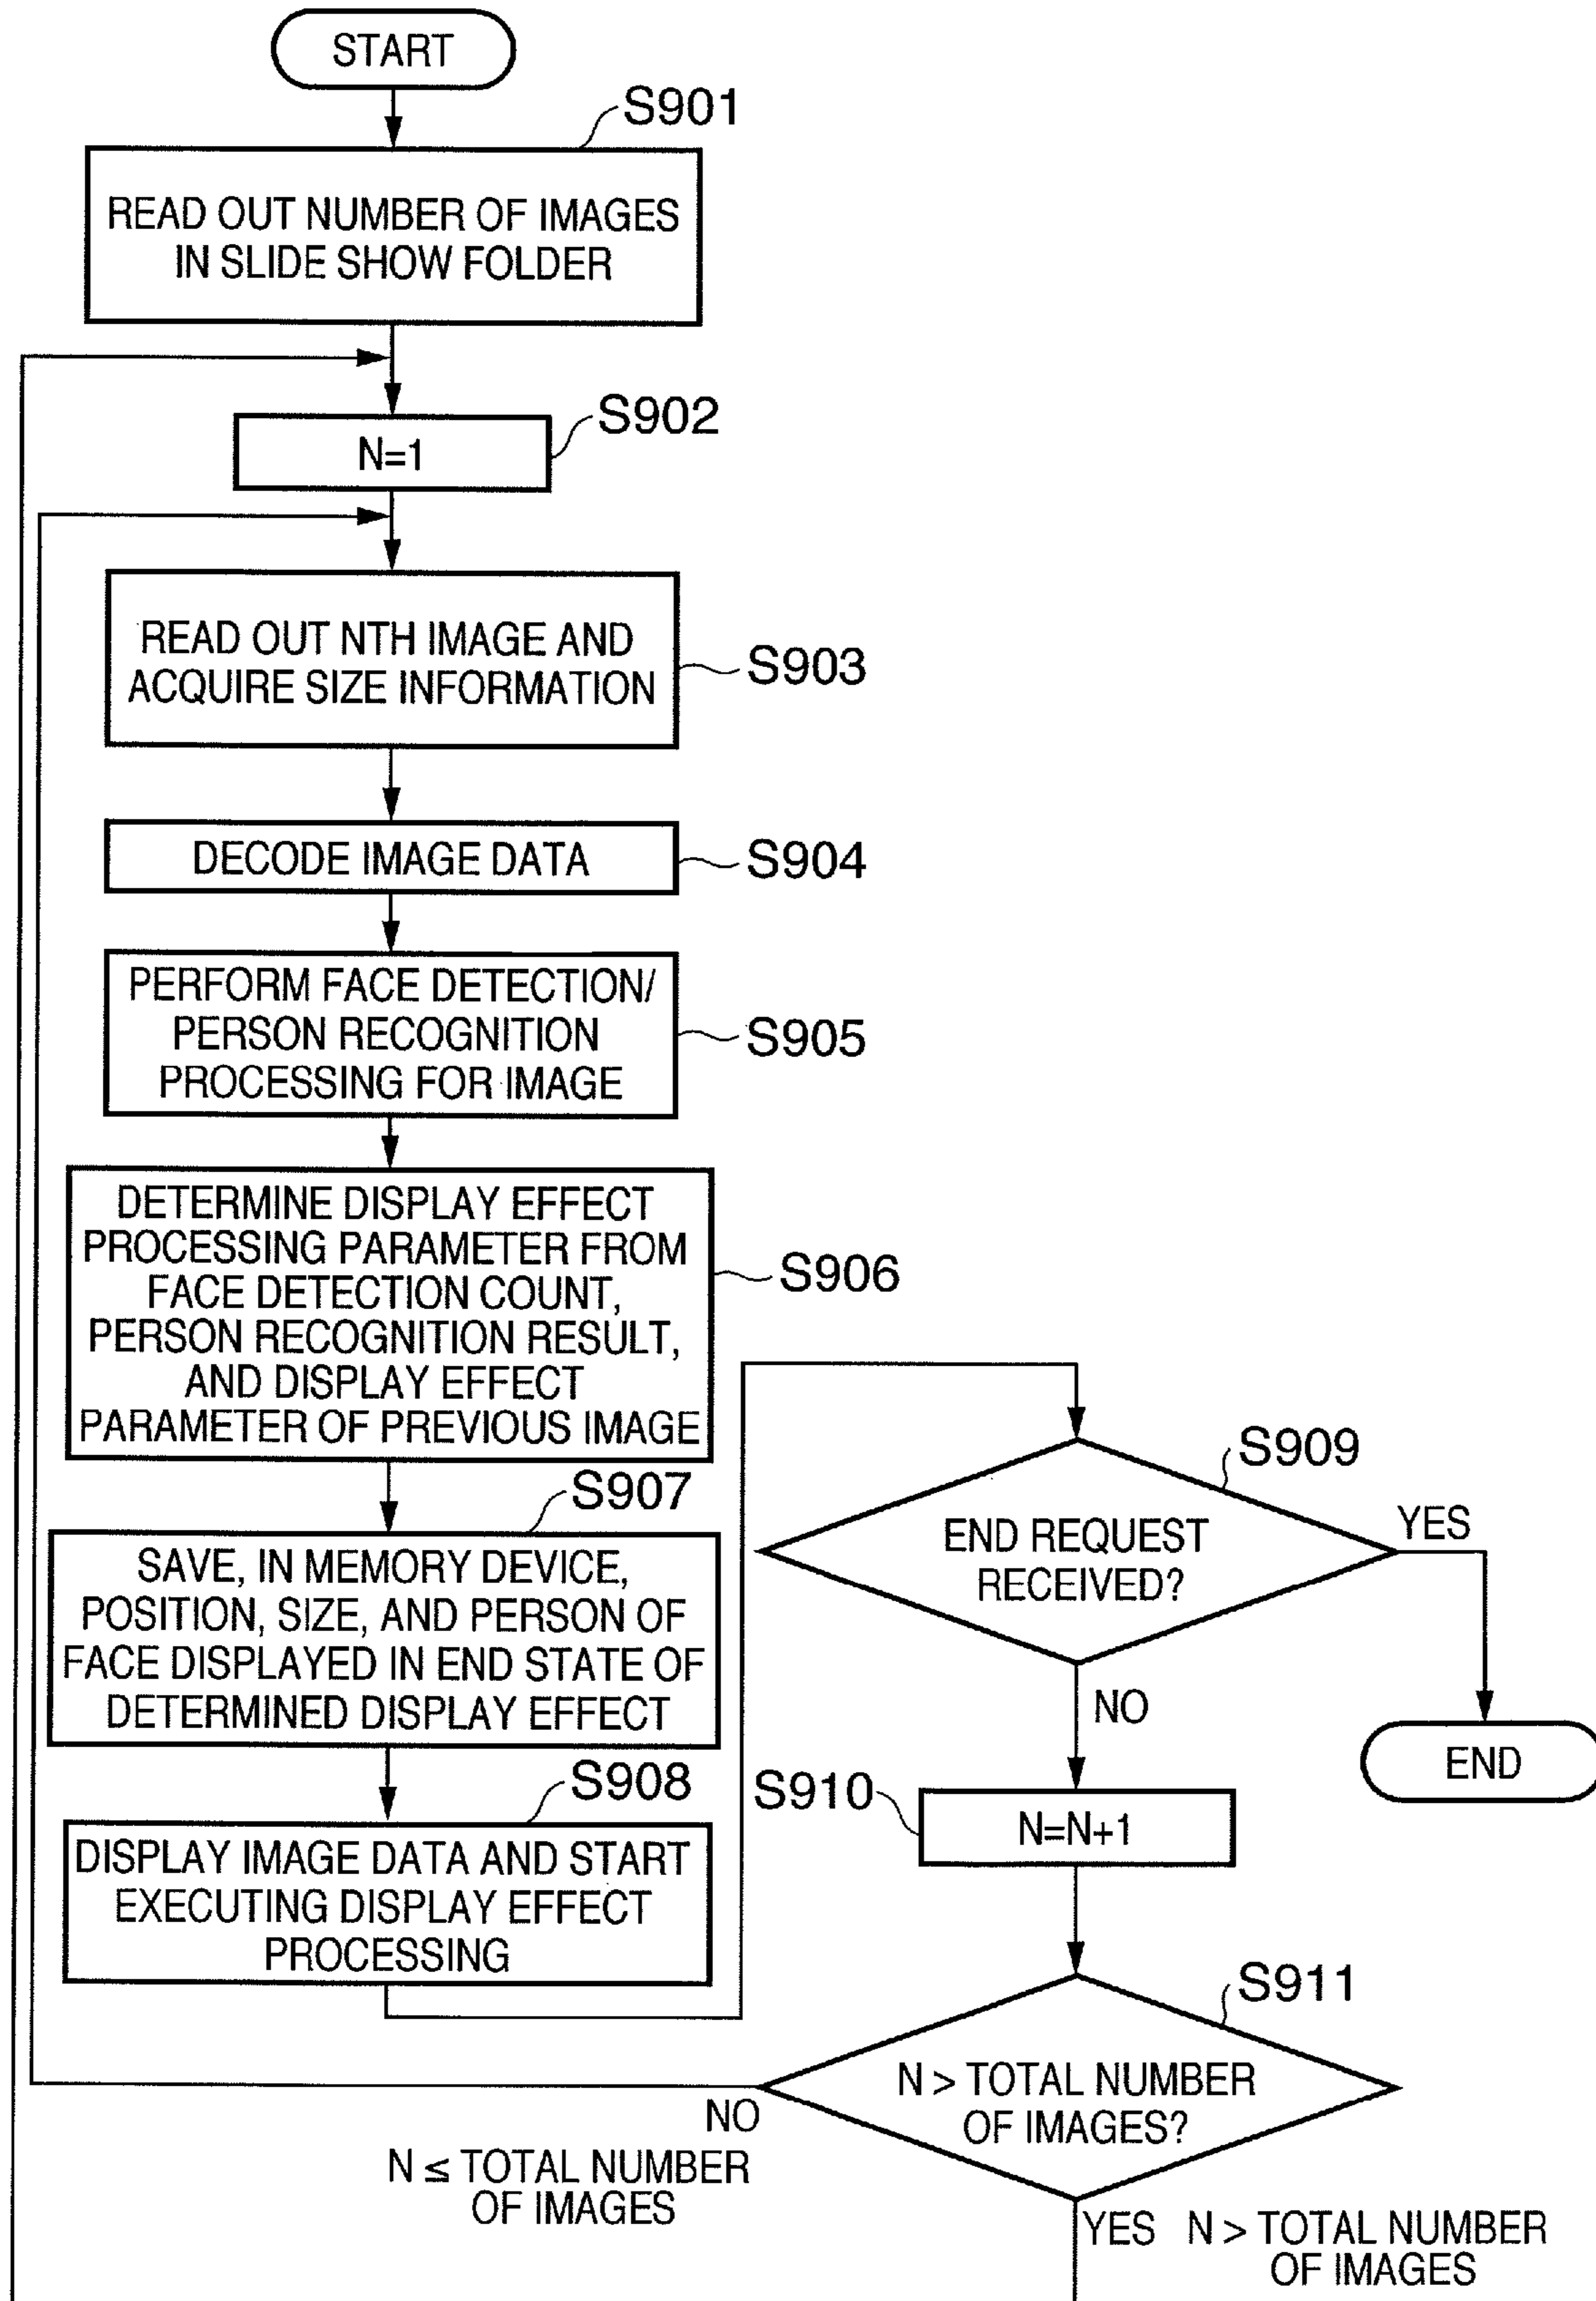 START
S901
READ OUT NUMBER OF IMAGES
IN SLIDE SHOW FOLDER
S902
N=1
READ OUT NTH IMAGE AND
ACQUIRE SIZE INFORMATION
S903
DECODE IMAGE DATA
S904
PERFORM FACE DETECTION/
PERSON RECOGNITION
PROCESSING FOR IMAGE
S905
DETERMINE DISPLAY EFFECT
PROCESSING PARAMETER FROM
FACE DETECTION COUNT,
PERSON RECOGNITION RESULT,
AND DISPLAY EFFECT
PARAMETER OF PREVIOUS IMAGE
S906
S907
SAVE, IN MEMORY DEVICE,
POSITION, SIZE, AND PERSON OF
FACE DISPLAYED IN END STATE OF
DETERMINED DISPLAY EFFECT
S908
DISPLAY IMAGE DATA AND START
EXECUTING DISPLAY EFFECT
PROCESSING
S909
END REQUEST
RECEIVED?
YES
END
NO
S910
N=N+1
S911
N > TOTAL NUMBER
OF IMAGES?
NO
N ≤ TOTAL NUMBER
OF IMAGES
YES N > TOTAL NUMBER
OF IMAGES